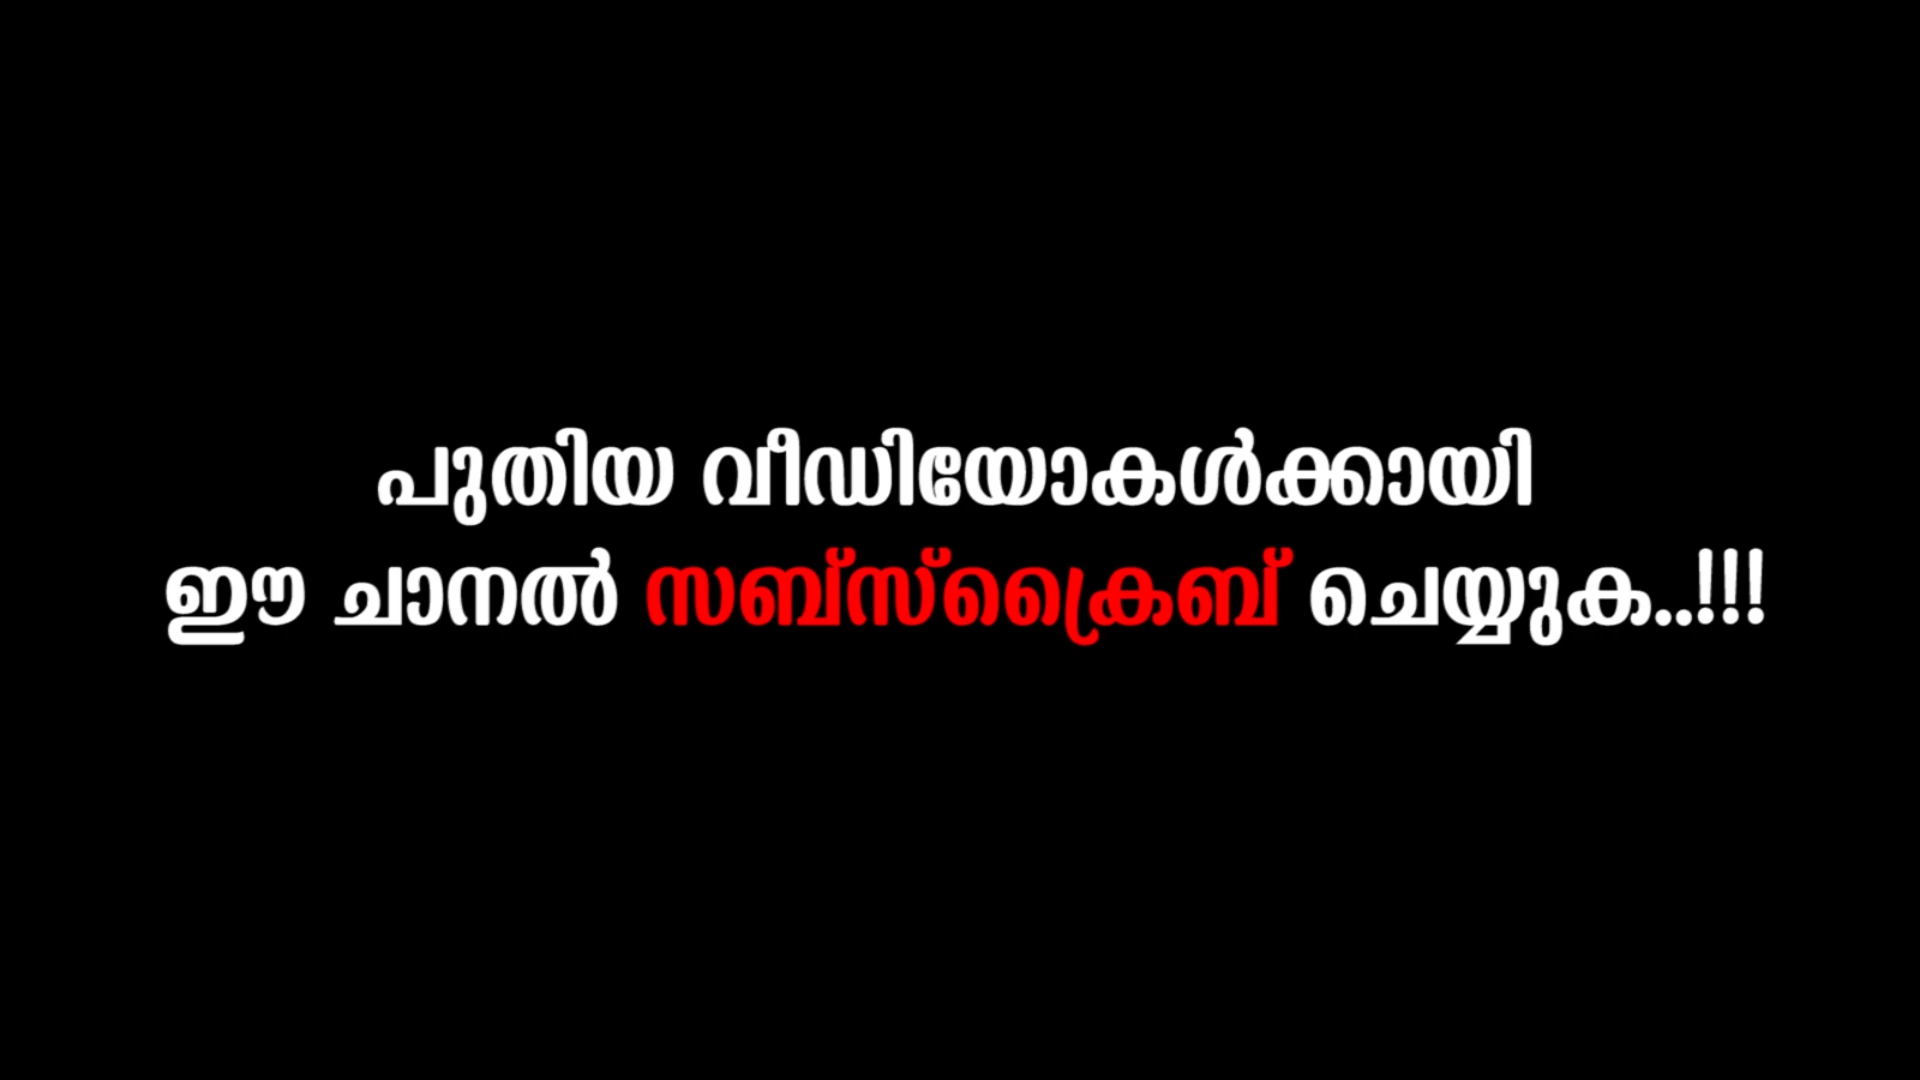 പുതിയ വീഡിയോകൾക്കായി
ഈ ചാനൽ സബ്സ്ക്രൈബ് ചെയ്യുക..!!!